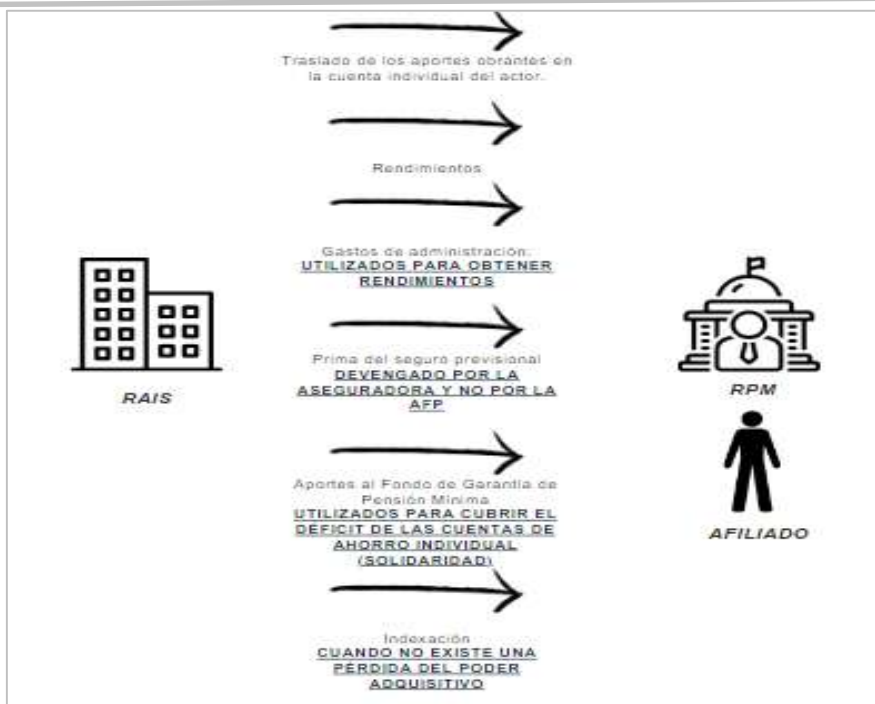 Traslado de los aportes obrantes en
la cuenta individual del actor.
Rendimientos
Gastos de administración:
UTILIZADOS PARA OBTENER
RENDIMIENTOS
Prima del seguro previsional
DEVENGADO POR LA
ASEGURADORA Y NO POR LA
AFP
Aportes al Fondo de Garantía de
Pensión Mínima
UTILIZADOS PARA CUBRIR EL
DÉFICIT DE LAS CUENTAS DE
AHORRO INDIVIDUAL
(SOLIDARIDAD)
Indexación
CUANDO NO EXISTE UNA
PÉRDIDA DEL PODER
ADQUISITIVO
RAIS
RPM
AFILIADO